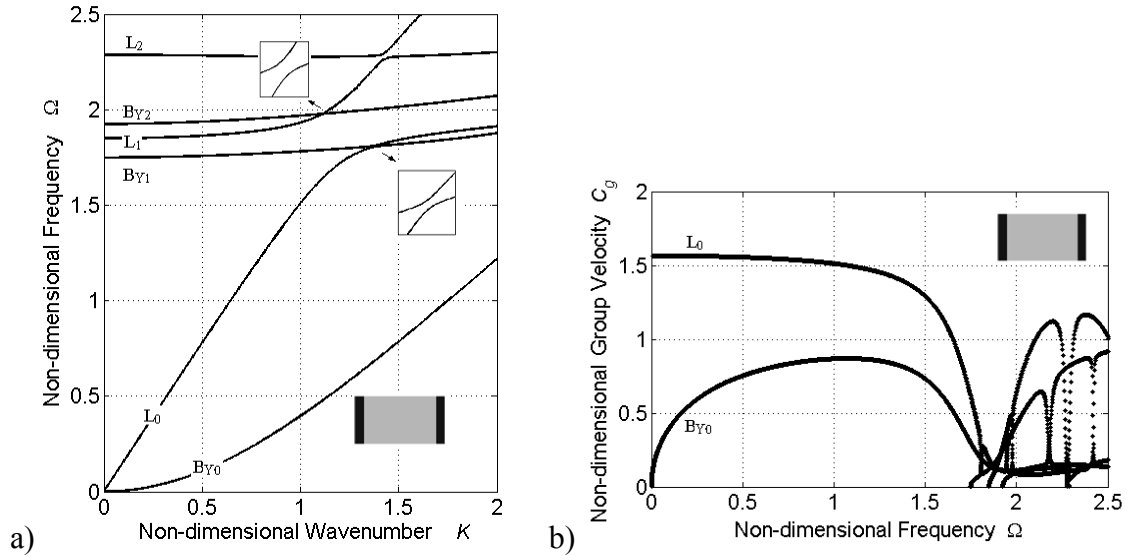 2.5
2
1.5
1
0.5
0
0
0.5
1
1.5
2
Non-dimensional Frequency Ω
Non-dimensional Wavenumber K
L2
BY2
L1
BY1
L0
BY0
a)
2
1.5
1
0.5
0
0
0.5
1
1.5
2
2.5
Non-dimensional Group Velocity Cg
Non-dimensional Frequency Ω
L0
BY0
b)